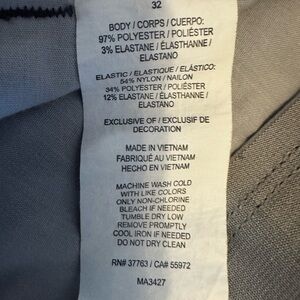 32
BODY / CORPS / CUERPO:
97% POLYESTER / POLIÉSTER
3% ELASTANE / ÉLASTHANNE /
ELASTANO
ELASTIC / ELASTIQUE / ELÁSTICO:
54% NYLON / NAILON
34% POLYESTER / POLIÉSTER
12% ELASTANE / ÉLASTHANNE /
ELASTANO
EXCLUSIVE OF / EXCLUSIF DE
DECORATION
MADE IN VIETNAM
FABRIQUÉ AU VIETNAM
HECHO EN VIETNAM
MACHINE WASH COLD
WITH LIKE COLORS
ONLY NON-CHLORINE
BLEACH IF NEEDED
TUMBLE DRY LOW
REMOVE PROMPTLY
COOL IRON IF NEEDED
DO NOT DRY CLEAN
RN# 37763 / CA# 55972
MA3427